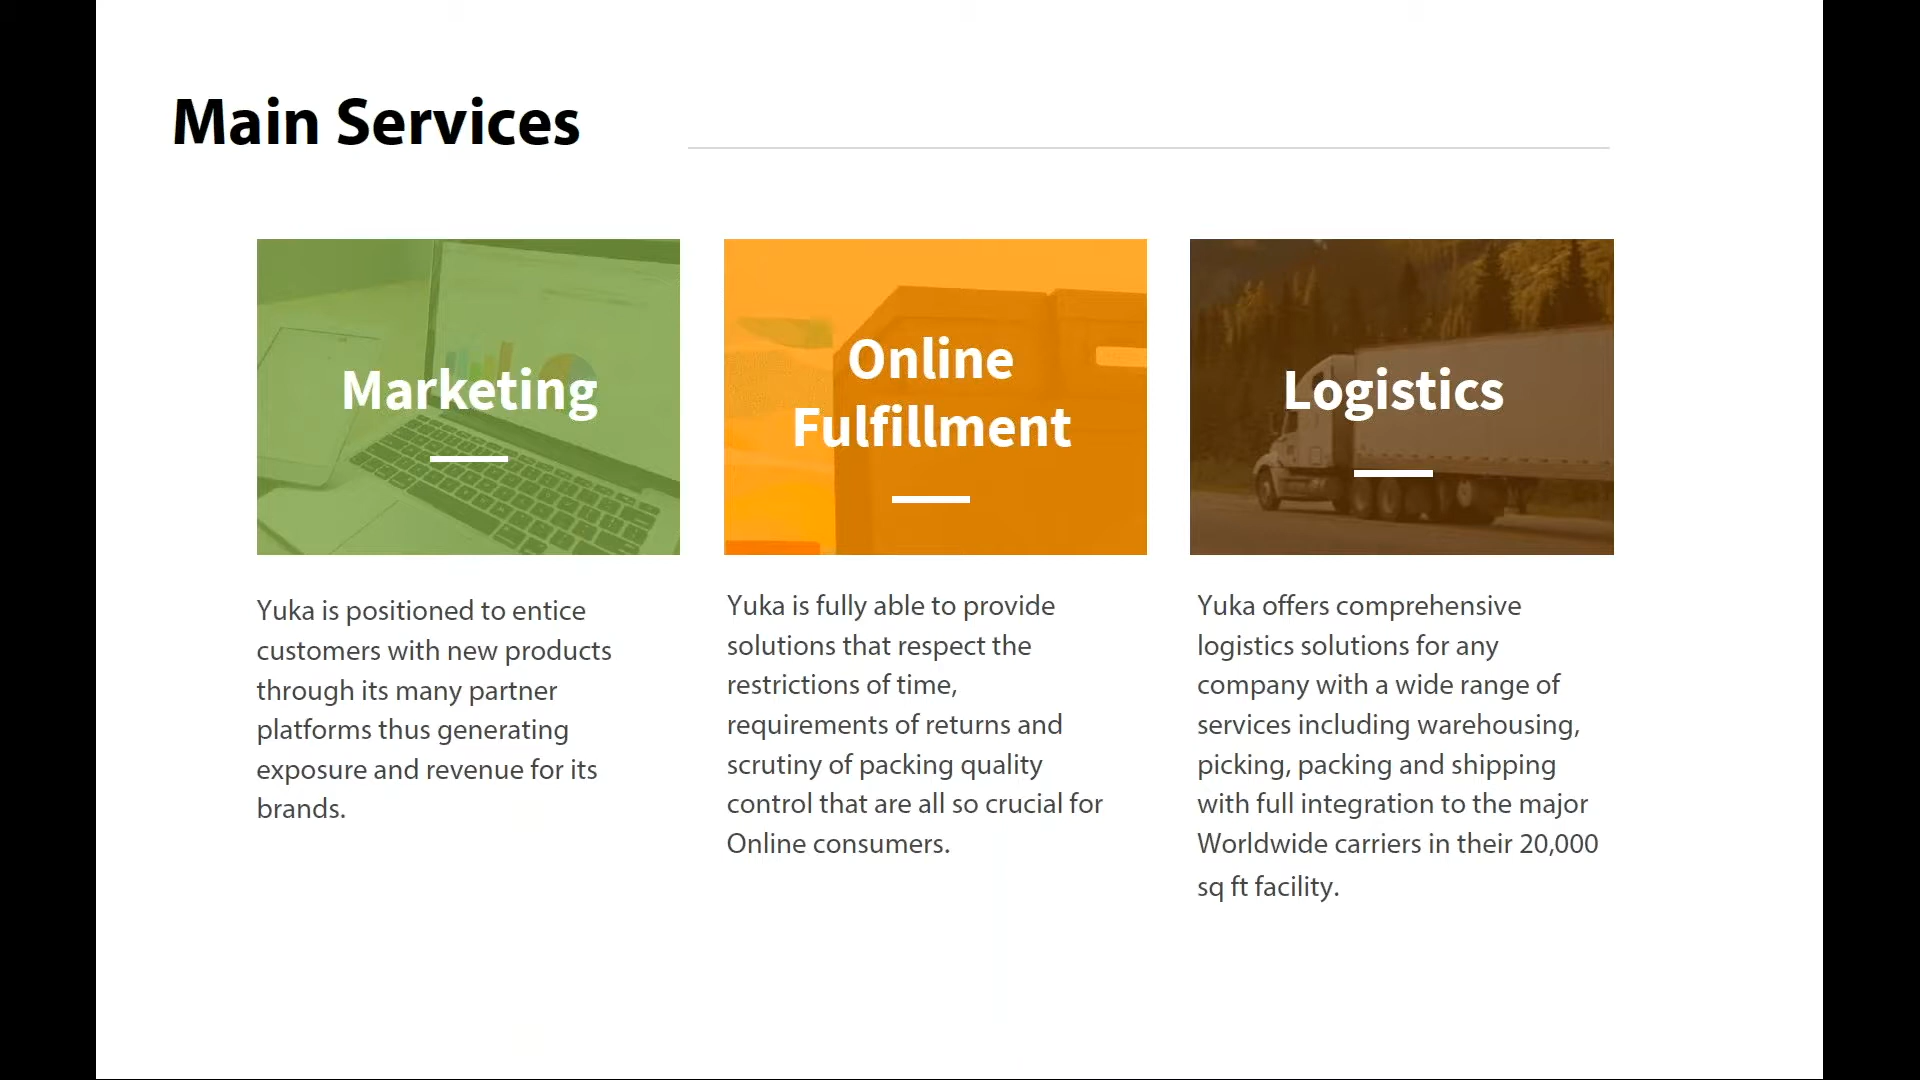 Main Services
Marketing
Online
Fulfillment
Logistics
Yuka is positioned to entice
customers with new products
through its many partner
platforms thus generating
exposure and revenue for its
brands.
Yuka is fully able to provide
solutions that respect the
restrictions of time,
requirements of returns and
scrutiny of packing quality
control that are all so crucial for
Online consumers.
Yuka offers comprehensive
logistics solutions for any
company with a wide range of
services including warehousing,
picking, packing and shipping
with full integration to the major
Worldwide carriers in their 20,000
sq ft facility.